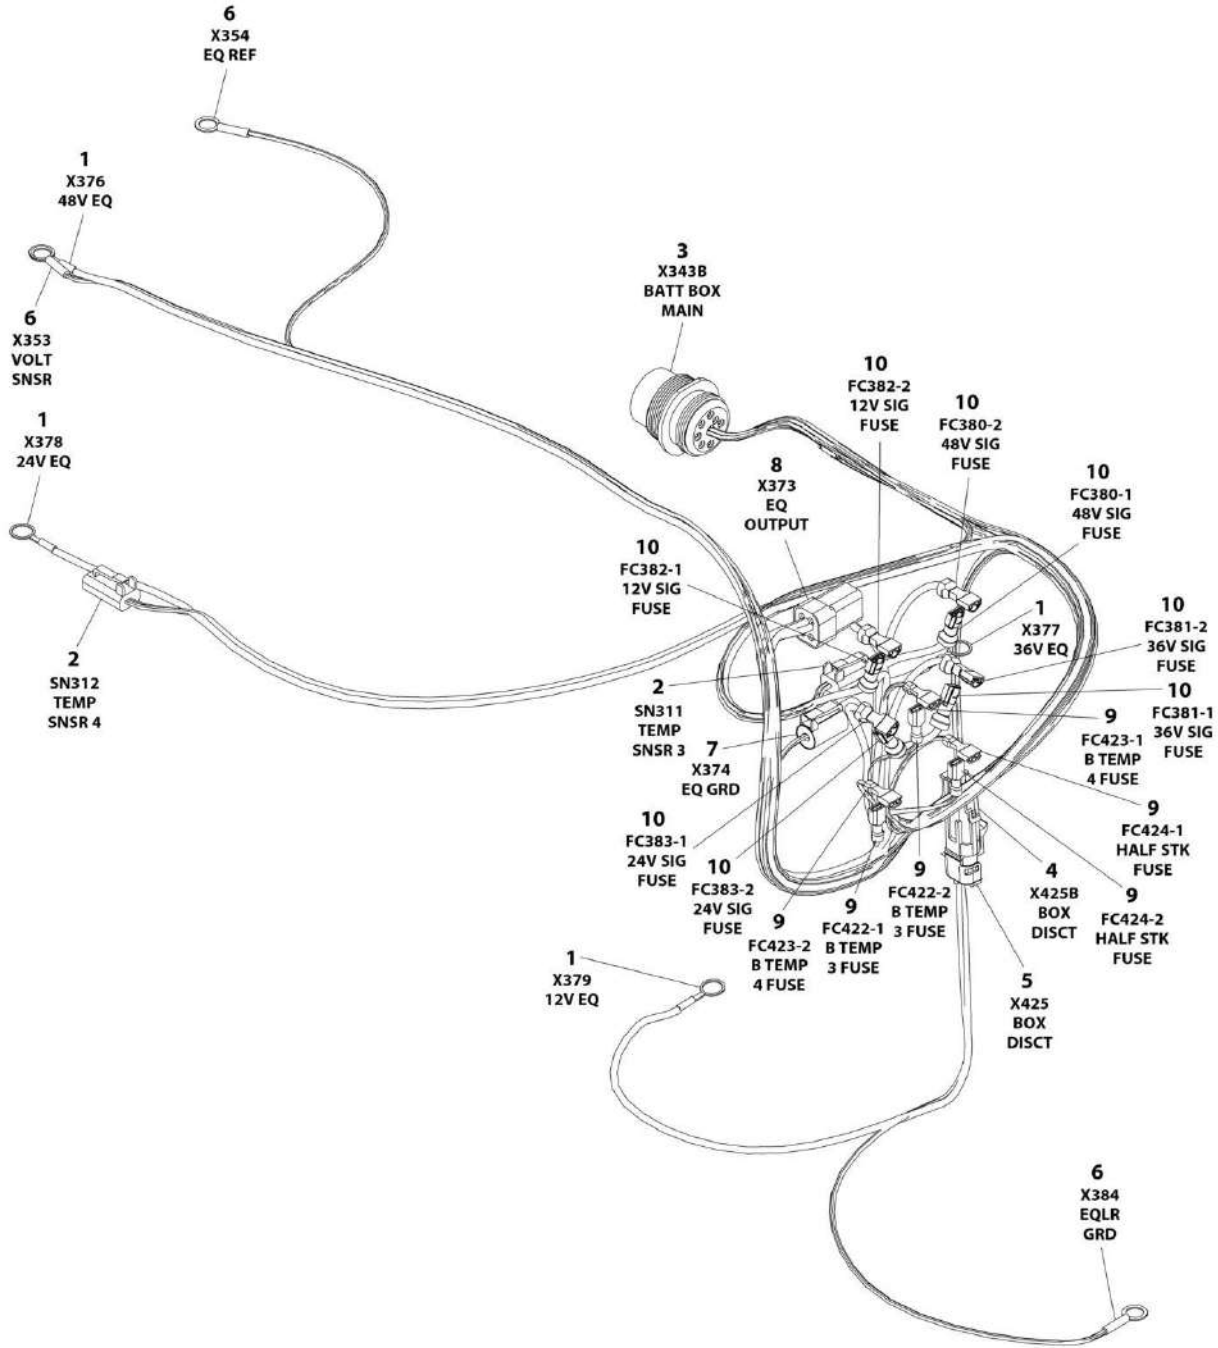 6
X354
EQ REF
1
X376
48V EQ
6
X353
VOLT
SNSR
3
X343B
BATT BOX
MAIN
10
FC382-2
12V SIG
FUSE
10
FC380-2
48V SIG
FUSE
1
X378
24V EQ
8
X373
EQ
OUTPUT
10
FC380-1
48V SIG
FUSE
10
FC382-1
12V SIG
FUSE
1
X377
36V EQ
10
FC381-2
36V SIG
FUSE
2
SN312
TEMP
SNSR 4
2
SN311
TEMP
SNSR 3
10
FC381-1
36V SIG
FUSE
9
FC423-1
B TEMP
4 FUSE
7
X374
EQ GRD
10
FC383-1
24V SIG
FUSE
10
FC383-2
24V SIG
FUSE
9
FC424-1
HALF STK
FUSE
9
FC423-2
B TEMP
4 FUSE
9
FC422-1
B TEMP
3 FUSE
9
FC422-2
B TEMP
3 FUSE
4
X425B
BOX
DISCT
9
FC424-2
HALF STK
FUSE
1
X379
12V EQ
5
X425
BOX
DISCT
6
X384
EQLR
GRD